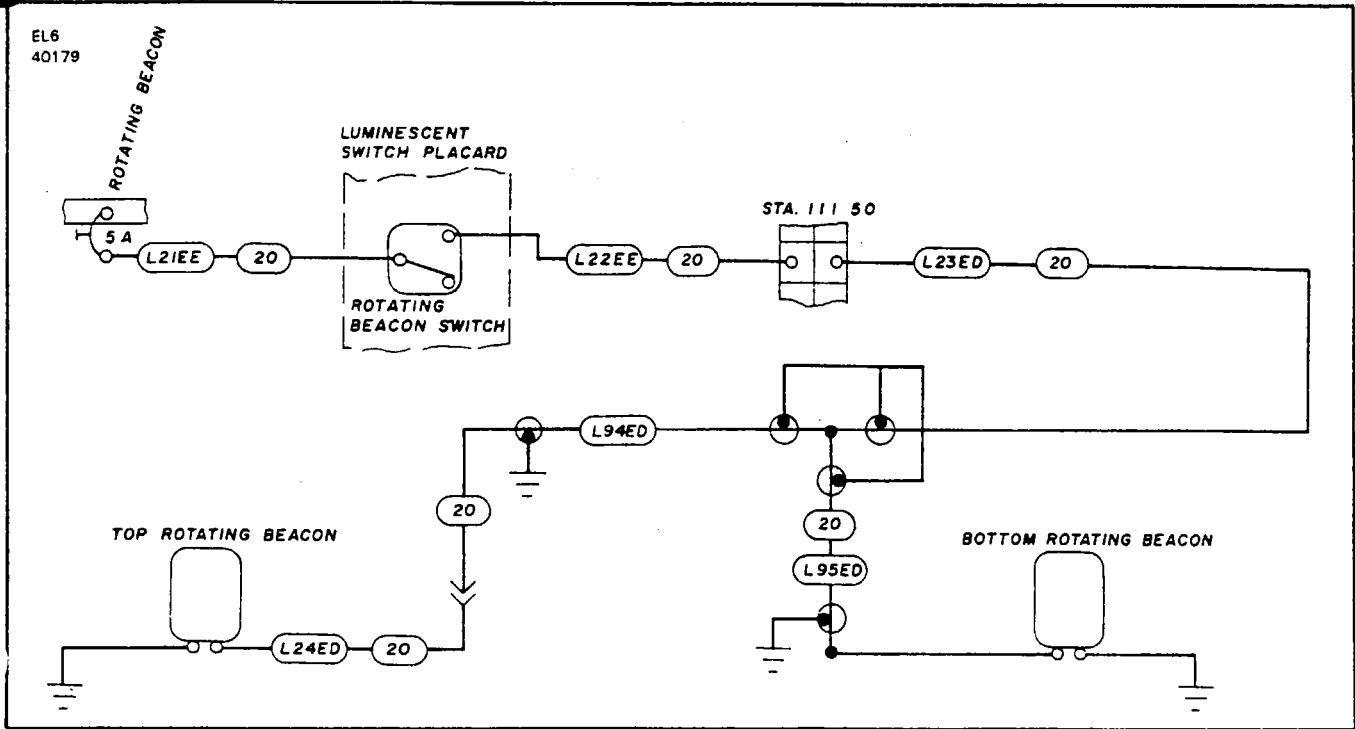 EL6
40179
ROTATING BEACON
LUMINESCENT
SWITCH PLACARD
STA. 111 50
5 A
L21EE
20
L22EE
20
L23ED
20
ROTATING
BEACON SWITCH
L94ED
20
20
TOP ROTATING BEACON
BOTTOM ROTATING BEACON
L95ED
L24ED
20